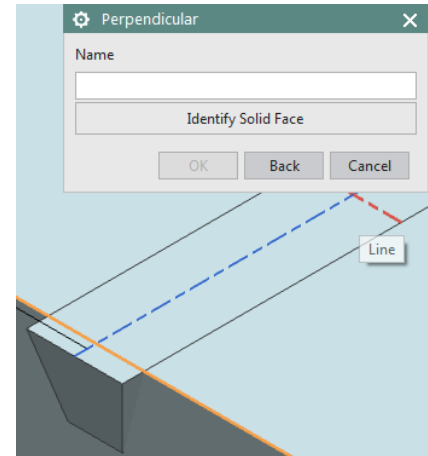 Perpendicular
Name
Identify Solid Face
OK Back Cancel
Line